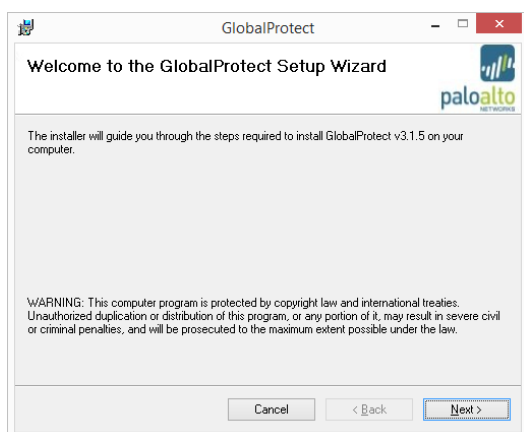 GlobalProtect
Welcome to the GlobalProtect Setup Wizard
paloalto
NETWORKS
The installer will guide you through the steps required to install GlobalProtect v3.1.5 on your
computer.
WARNING: This computer program is protected by copyright law and international treaties.
Unauthorized duplication or distribution of this program, or any portion of it, may result in severe civil
or criminal penalties, and will be prosecuted to the maximum extent possible under the law.
Cancel < Back Next >